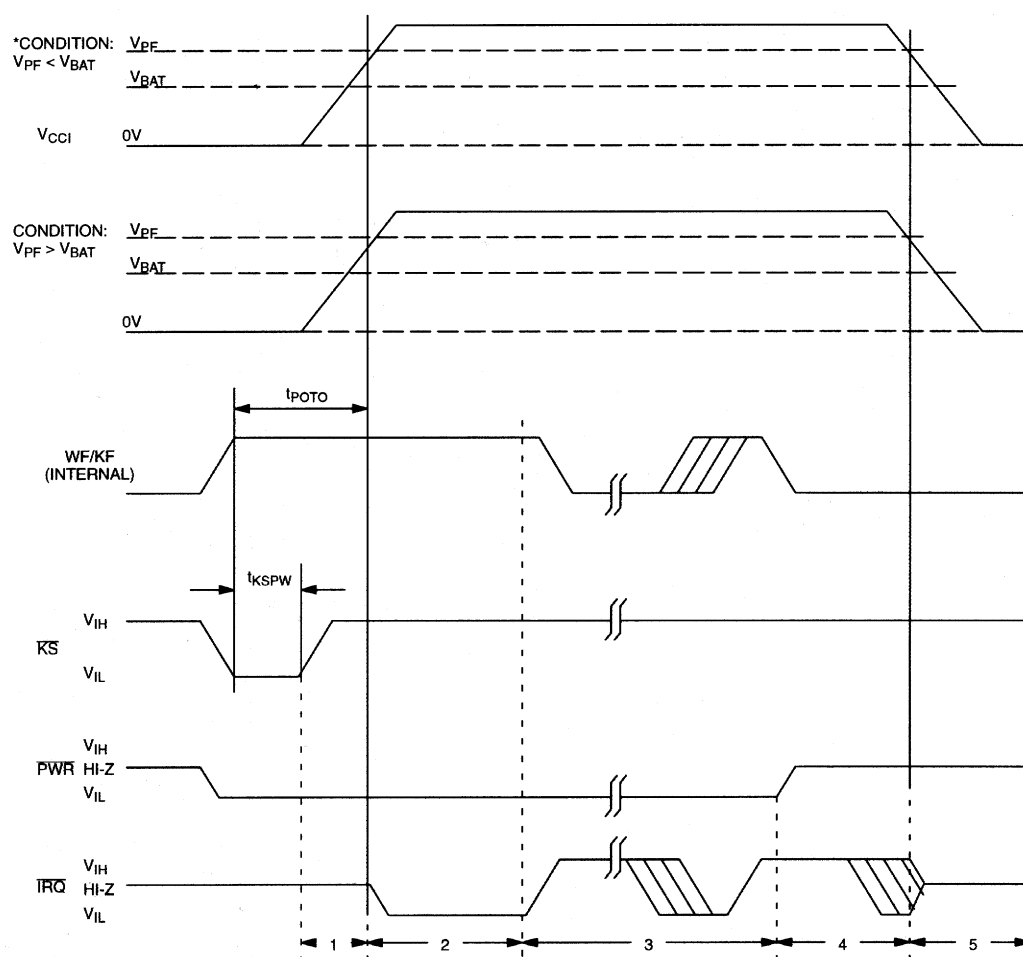 *CONDITION: VPF
VPF < VBAT
VBAT
VCCI 0V
CONDITION: VPF
VPF > VBAT
VBAT
0V
tPOTO
WF/KF
(INTERNAL)
tKSPW
VIH
KS
VIL
VIH
PWR HI-Z
VIL
VIH
IRQ HI-Z
VIL
1 2 3 4 5